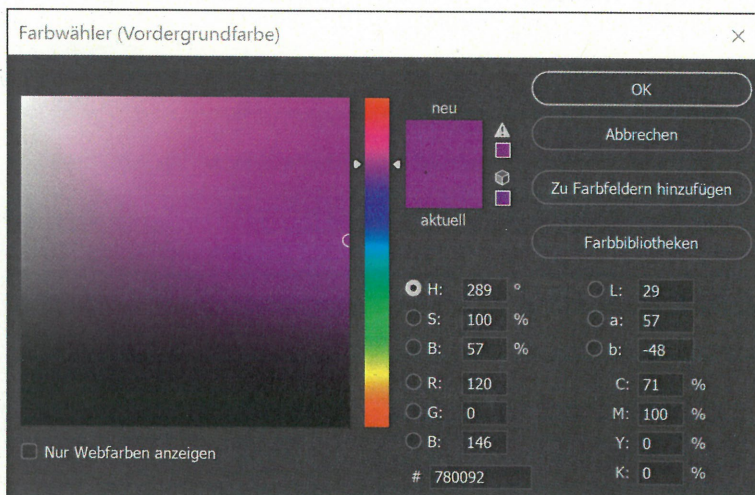 Farbwähler (Vordergrundfarbe)
neu
aktuell
OK
Abbrechen
Zu Farbfeldern hinzufügen
Farbbibliotheken
H: 289 °
S: 100 %
B: 57 %
R: 120
G: 0
B: 146
# 780092
L: 29
a: 57
b: -48
C: 71 %
M: 100 %
Y: 0 %
K: 0 %
Nur Webfarben anzeigen